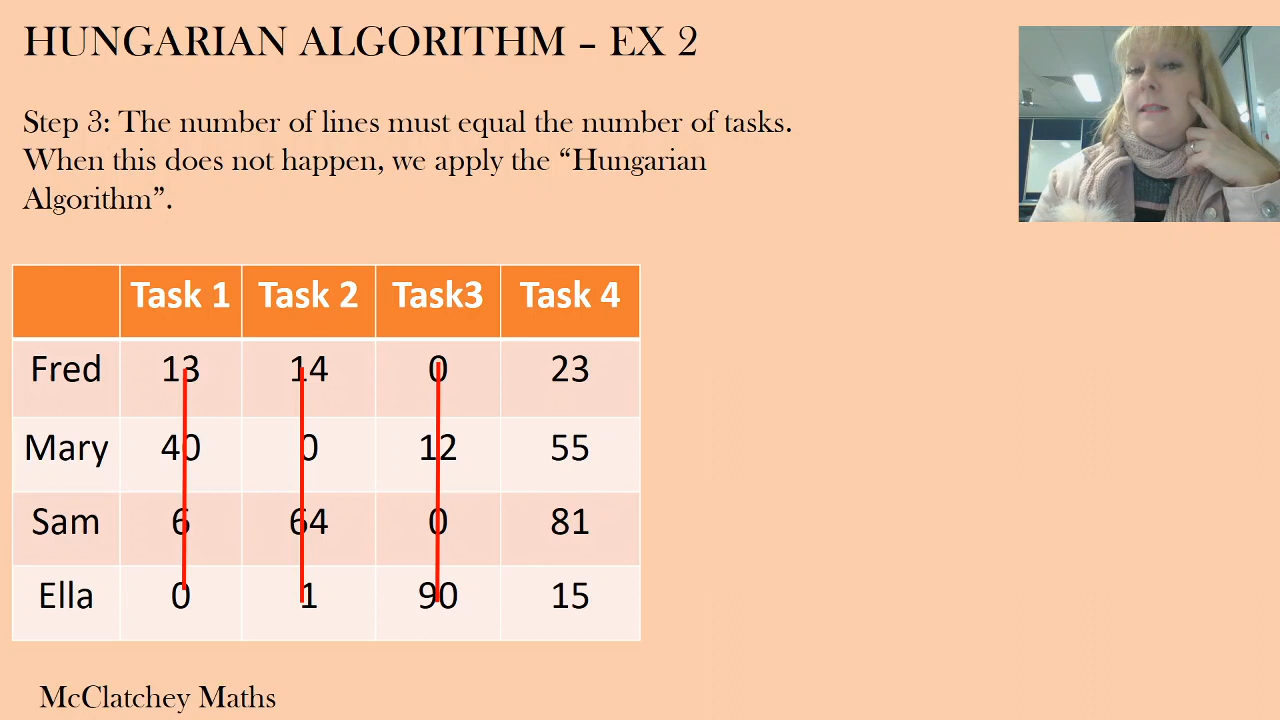 HUNGARIAN ALGORITHM – EX 2
Step 3: The number of lines must equal the number of tasks.
When this does not happen, we apply the “Hungarian
Algorithm”.
Task 1 Task 2 Task3 Task 4
Fred 13 14 0 23
Mary 40 0 12 55
Sam 6 64 0 81
Ella 0 1 90 15
McClatchey Maths